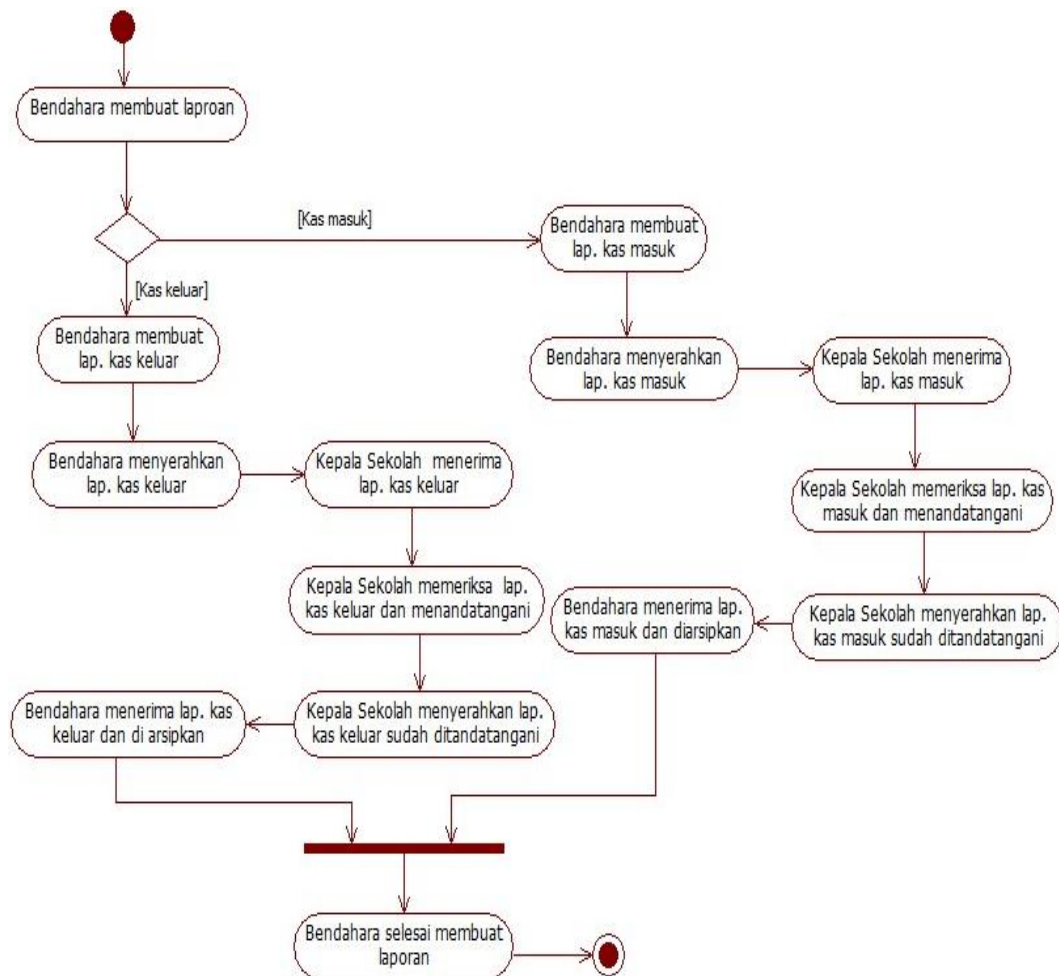 Bendahara membuat laproan
[Kas masuk]
Bendahara membuat
lap. kas masuk
[Kas keluar]
Bendahara membuat
lap. kas keluar
Bendahara menyerahkan
lap. kas masuk
Kepala Sekolah menerima
lap. kas masuk
Bendahara menyerahkan
lap. kas keluar
Kepala Sekolah menerima
lap. kas keluar
Kepala Sekolah memeriksa lap. kas
masuk dan menandatangani
Kepala Sekolah memeriksa lap.
kas keluar dan menandatangani
Bendahara menerima lap.
kas masuk dan diarsipkan
Kepala Sekolah menyerahkan lap.
kas masuk sudah ditandatangani
Bendahara menerima lap. kas
keluar dan di arsipkan
Kepala Sekolah menyerahkan lap.
kas keluar sudah ditandatangani
Bendahara selesai membuat
laporan